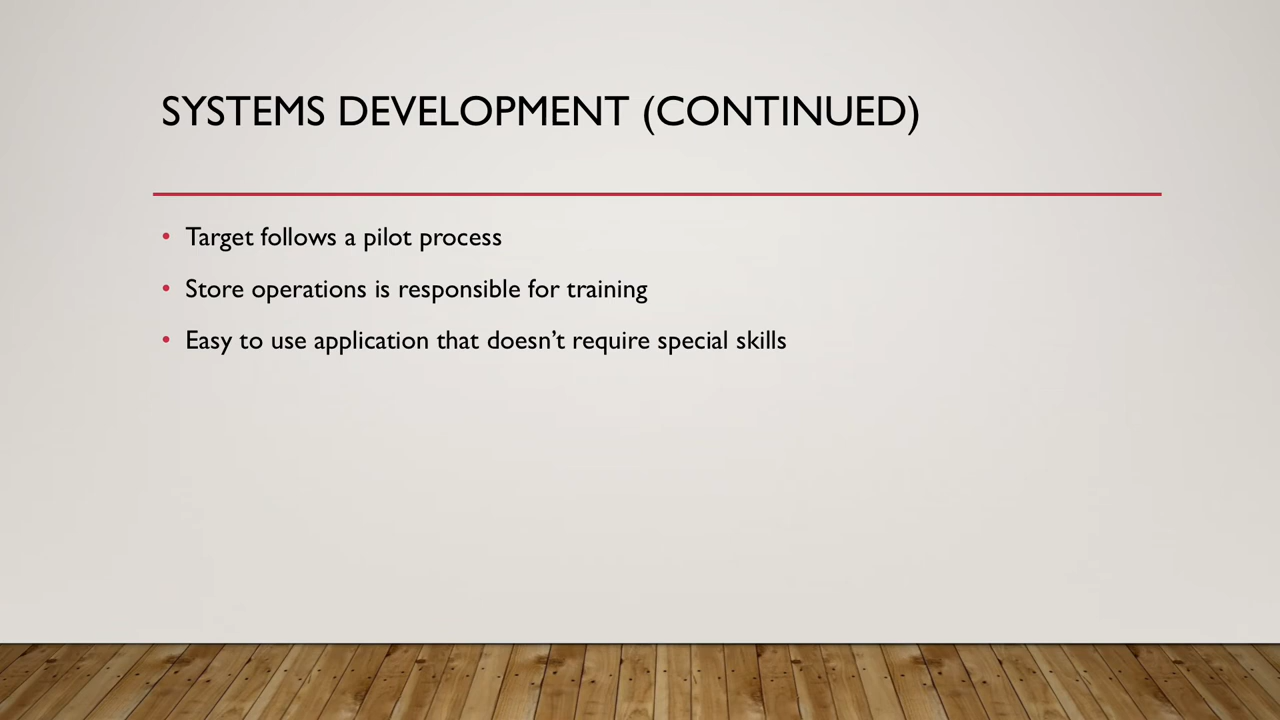 SYSTEMS DEVELOPMENT (CONTINUED)
• Target follows a pilot process
• Store operations is responsible for training
• Easy to use application that doesn’t require special skills